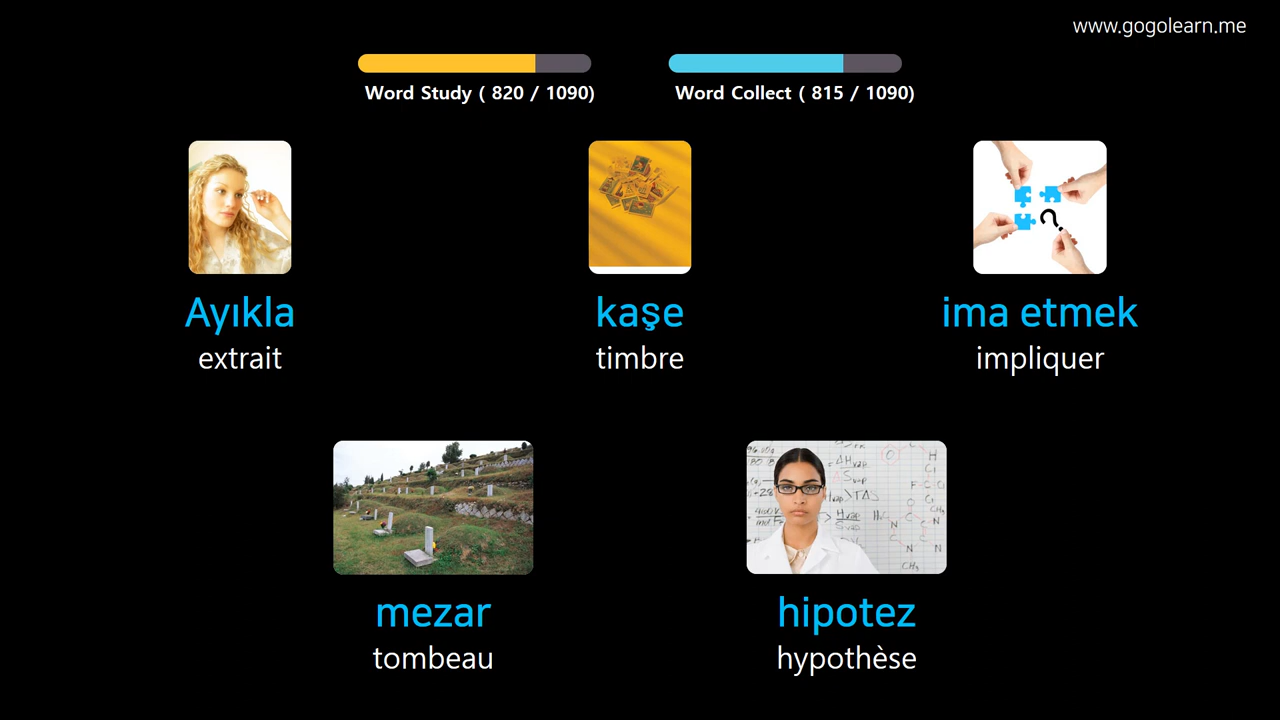 www.gogolearn.me
Word Study ( 820 / 1090)
Word Collect ( 815 / 1090)
Ayıkla
extrait
kaşe
timbre
ima etmek
impliquer
mezar
tombeau
hipotez
hypothèse